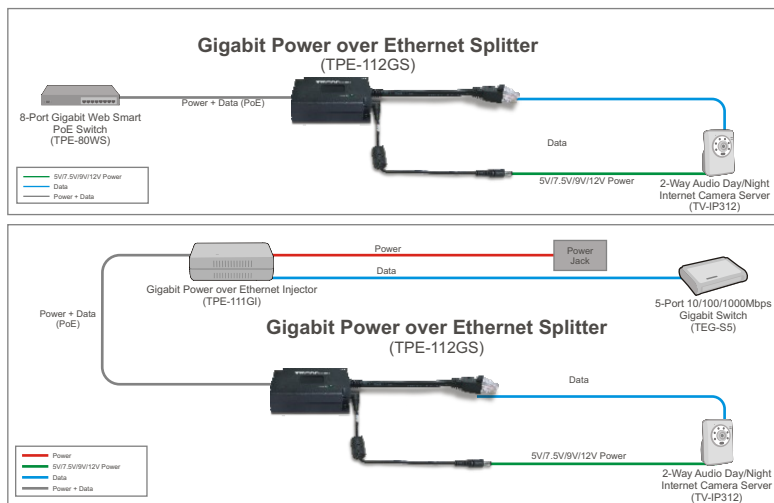 Gigabit Power over Ethernet Splitter
(TPE-112GS)
Power + Data (PoE)
8-Port Gigabit Web Smart
PoE Switch
(TPE-80WS)
Data
5V/7.5V/9V/12V Power
2-Way Audio Day/Night
Internet Camera Server
(TV-IP312)
5V/7.5V/9V/12V Power
Data
Power + Data
Power
Power
Jack
Data
Gigabit Power over Ethernet Injector
(TPE-111GI)
5-Port 10/100/1000Mbps
Gigabit Switch
(TEG-S5)
Power + Data
(PoE)
Gigabit Power over Ethernet Splitter
(TPE-112GS)
Data
5V/7.5V/9V/12V Power
2-Way Audio Day/Night
Internet Camera Server
(TV-IP312)
Power
5V/7.5V/9V/12V Power
Data
Power + Data